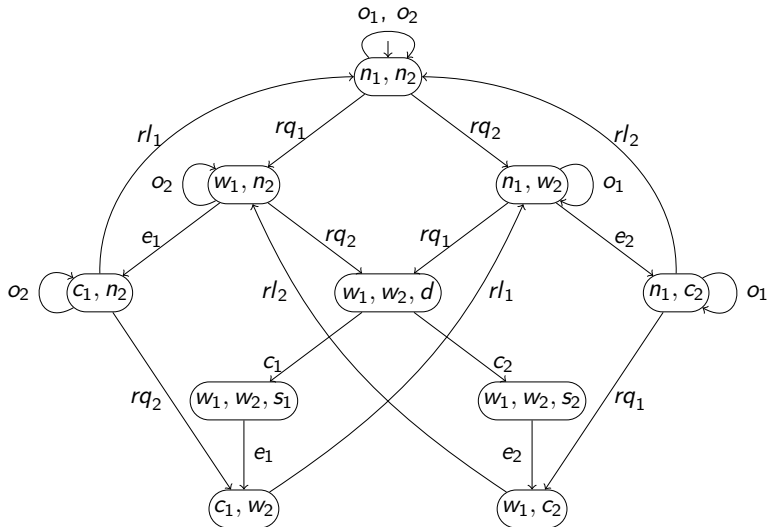 o₁, o₂
n₁, n₂
rl₁ rq₁ rq₂ rl₂
o₂ w₁, n₂ n₁, w₂ o₁
e₁ rq₂ rq₁ e₂
o₂ c₁, n₂ rl₂ w₁, w₂, d rl₁ n₁, c₂ o₁
c₁ c₂
rq₂ w₁, w₂, s₁ w₁, w₂, s₂ rq₁
e₁ e₂
c₁, w₂ w₁, c₂